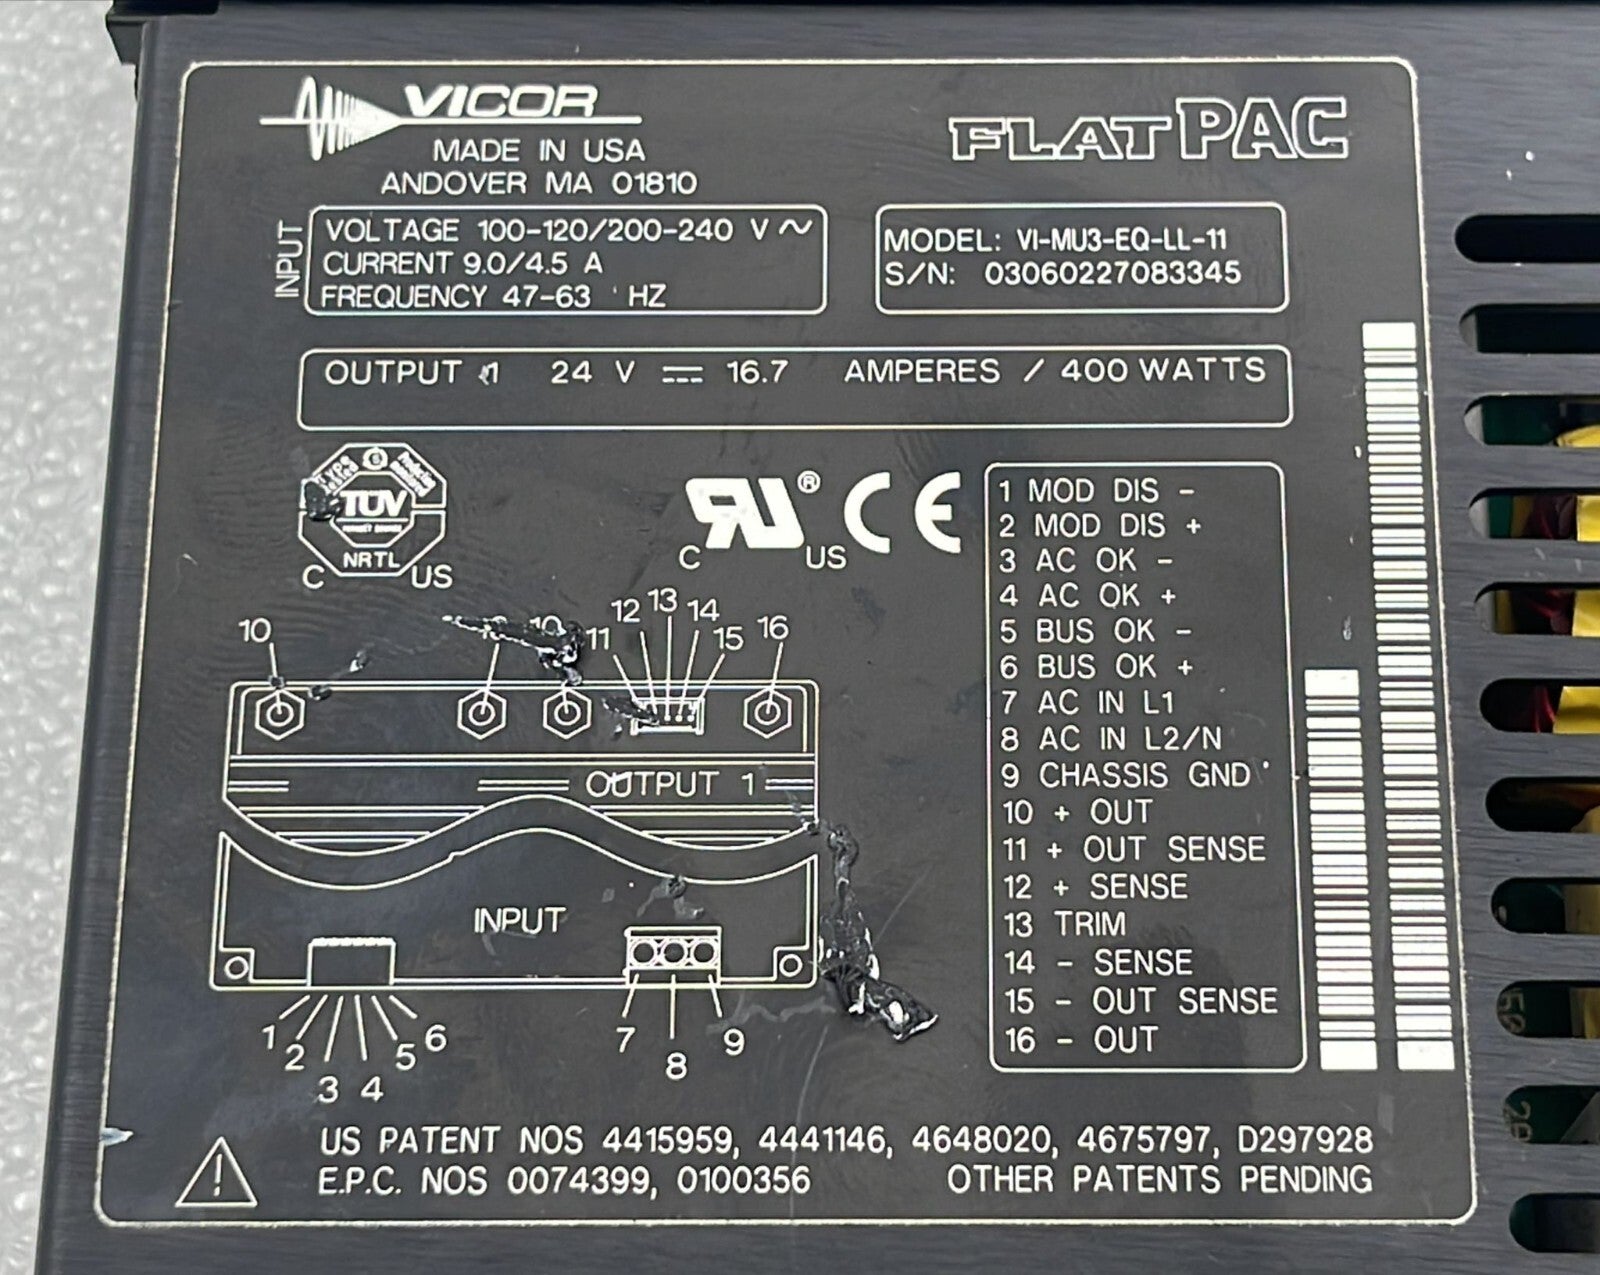 VICOR
MADE IN USA
ANDOVER MA 01810
FLATPAC
INPUT
VOLTAGE 100-120/200-240 V ~
CURRENT 9.0/4.5 A
FREQUENCY 47-63 HZ
MODEL: VI-MU3-EQ-LL-11
S/N: 03060227083345
OUTPUT 1 24 V ⎓ 16.7 AMPERES / 400 WATTS
TÜV
NRTL
C US
C RU ® US CE
1 MOD DIS -
2 MOD DIS +
3 AC OK -
4 AC OK +
5 BUS OK -
6 BUS OK +
7 AC IN L1
8 AC IN L2/N
9 CHASSIS GND
10 + OUT
11 + OUT SENSE
12 + SENSE
13 TRIM
14 - SENSE
15 - OUT SENSE
16 - OUT
10 11 12 13 14 15 16
OUTPUT 1
INPUT
1 2 3 4 5 6 7 8 9
US PATENT NOS 4415959, 4441146, 4648020, 4675797, D297928
E.P.C. NOS 0074399, 0100356 OTHER PATENTS PENDING